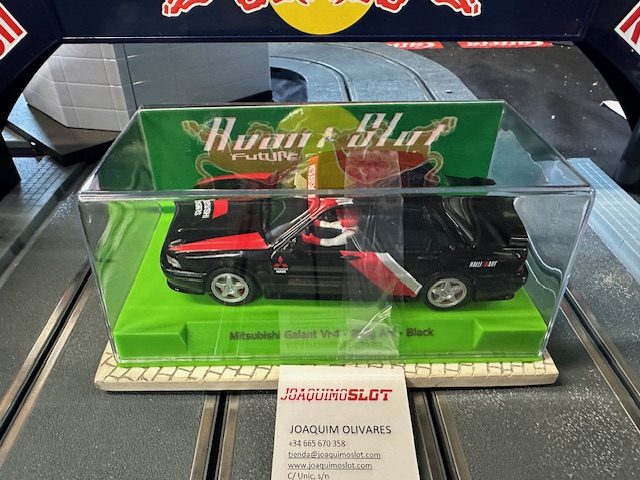 Avant Slot
FUTURE
RALLIART
Mitsubishi Galant Vr4 - - Black
JOAQUIMOSLOT
JOAQUIM OLIVARES
+34 665 670 358
tienda@joaquimoslot.com
www.joaquimoslot.com
C/ Unic, s/n